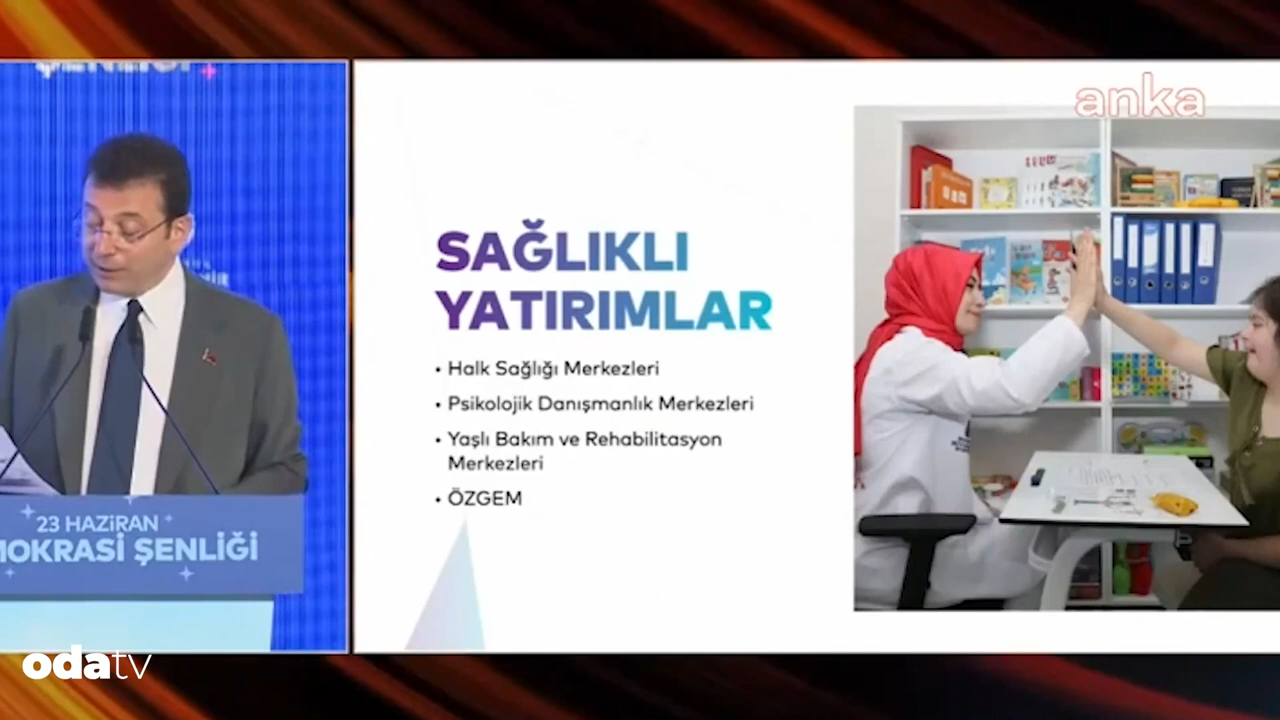 anka
SAĞLIKLI
YATIRIMLAR
• Halk Sağlığı Merkezleri
• Psikolojik Danışmanlık Merkezleri
• Yaşlı Bakım ve Rehabilitasyon
Merkezleri
• ÖZGEM
23 HAZİRAN
MOKRASİ ŞENLİĞİ
odatv